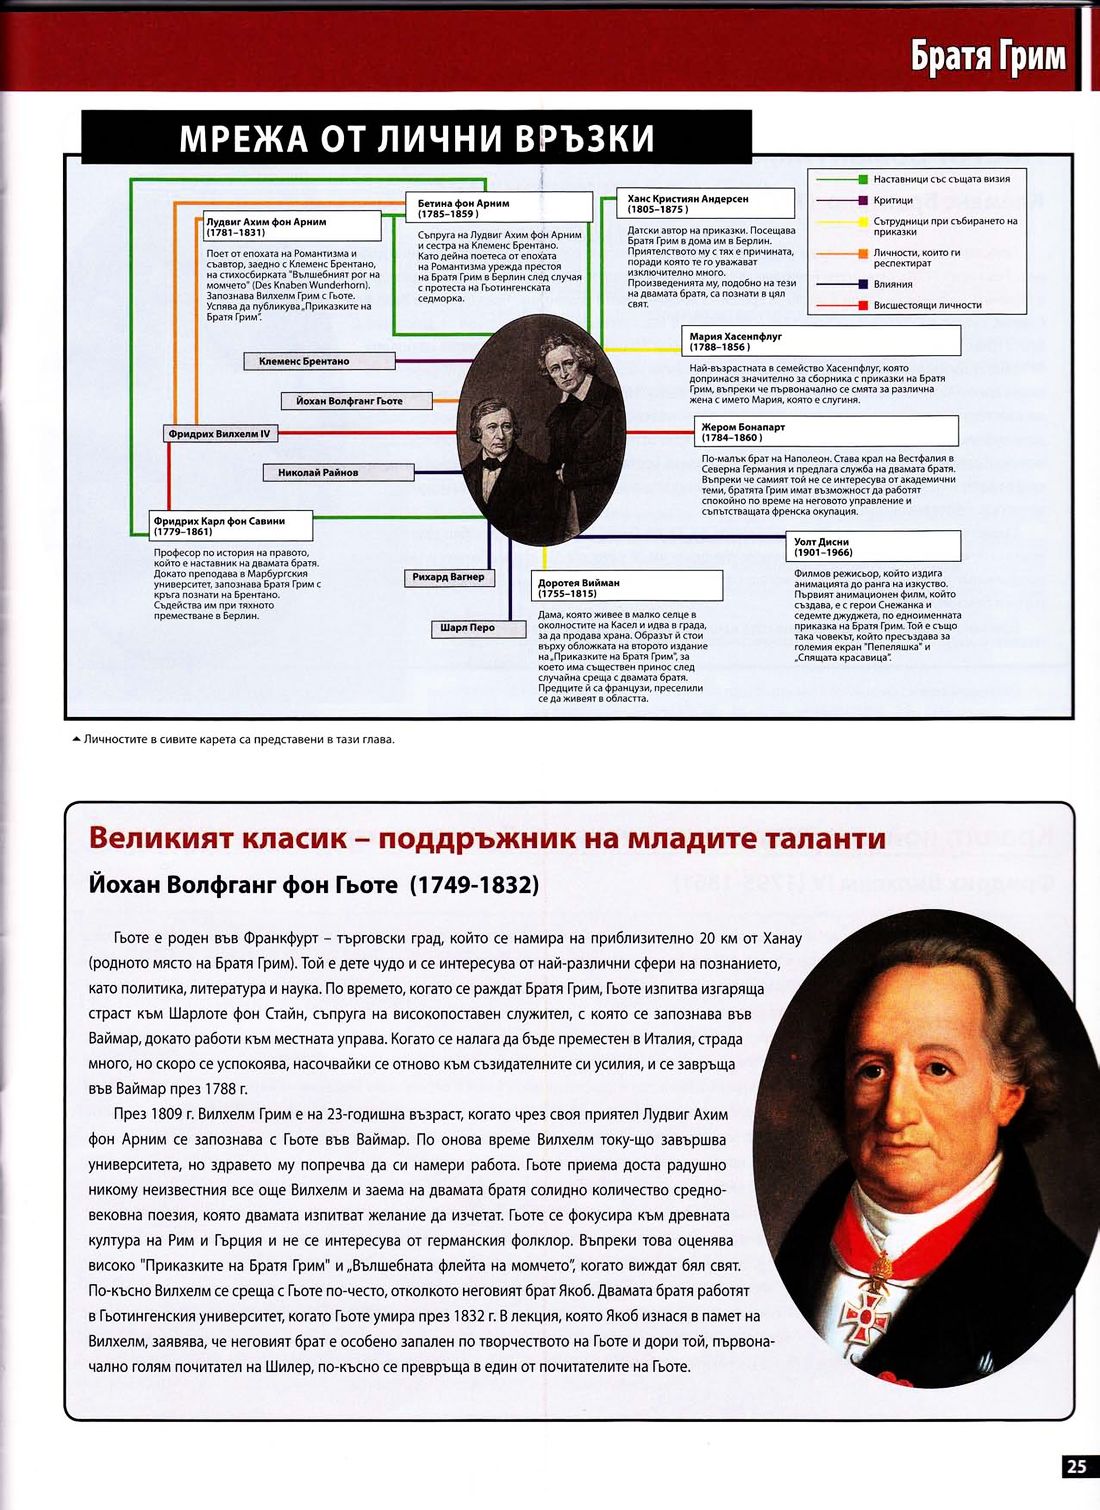 Братя Грим
МРЕЖА ОТ ЛИЧНИ ВРЪЗКИ
Лудвиг Ахим фон Арним
(1781–1831)
Поет от епохата на Романтизма и
съавтор, заедно с Клеменс Брентано,
на стихосбирката "Вълшебният рог на
момчето" (Des Knaben Wunderhorn).
Запознава Вилхелм Грим с Гьоте.
Успява да публикува „Приказките на
Братя Грим".
Бетина фон Арним
(1785–1859 )
Съпруга на Лудвиг Ахим фон Арним
и сестра на Клеменс Брентано.
Като дейна поетеса от епохата
на Романтизма урежда престоя
на Братя Грим в Берлин след случая
с протеста на Гьотингенската
седморка.
Ханс Кристиян Андерсен
(1805–1875 )
Датски автор на приказки. Посещава
Братя Грим в дома им в Берлин.
Приятелството му с тях е причината,
поради която те го уважават
изключително много.
Произведенията му, подобно на тези
на двамата братя, са познати в цял
свят.
Наставници със същата визия
Критици
Сътрудници при събирането на
приказки
Личности, които ги
респектират
Влияния
Висшестоящи личности
Мария Хасенпфлуг
(1788–1856 )
Най-възрастната в семейство Хасенпфлуг, която
допринася значително за сборника с приказки на Братя
Грим, въпреки че първоначално се смята за различна
жена с името Мария, която е слугиня.
Клеменс Брентано
Йохан Волфганг Гьоте
Фридрих Вилхелм IV
Николай Райнов
Жером Бонапарт
(1784–1860 )
По-малък брат на Наполеон. Става крал на Вестфалия в
Северна Германия и предлага служба на двамата братя.
Въпреки че самият той не се интересува от академични
теми, братята Грим имат възможност да работят
спокойно по време на неговото управление и
съпътстващата френска окупация.
Фридрих Карл фон Савини
(1779–1861)
Професор по история на правото,
който е наставник на двамата братя.
Докато преподава в Марбургския
университет, запознава Братя Грим с
кръга познати на Брентано.
Съдейства им при тяхното
преместване в Берлин.
Рихард Вагнер
Шарл Перо
Доротея Вийман
(1755–1815)
Дама, която живее в малко селце в
околностите на Касел и идва в града,
за да продава храна. Образът ѝ стои
върху обложката на второто издание
на „Приказките на Братя Грим", за
което има съществен принос след
случайна среща с двамата братя.
Предците ѝ са французи, преселили
се да живеят в областта.
Уолт Дисни
(1901–1966)
Филмов режисьор, който издига
анимацията до ранга на изкуство.
Първият анимационен филм, който
създава, е с герои Снежанка и
седемте джуджета, по едноименната
приказка на Братя Грим. Той е също
така човекът, който пресъздава за
големия екран "Пепеляшка" и
„Спящата красавица".
Личностите в сивите карета са представени в тази глава.
Великият класик – поддръжник на младите таланти
Йохан Волфганг фон Гьоте (1749-1832)
Гьоте е роден във Франкфурт – търговски град, който се намира на приблизително 20 км от Ханау
(родното място на Братя Грим). Той е дете чудо и се интересува от най-различни сфери на познанието,
като политика, литература и наука. По времето, когато се раждат Братя Грим, Гьоте изпитва изгаряща
страст към Шарлоте фон Стайн, съпруга на високопоставен служител, с която се запознава във
Ваймар, докато работи към местната управа. Когато се налага да бъде преместен в Италия, страда
много, но скоро се успокоява, насочвайки се отново към съзидателните си усилия, и се завръща
във Ваймар през 1788 г.
През 1809 г. Вилхелм Грим е на 23-годишна възраст, когато чрез своя приятел Лудвиг Ахим
фон Арним се запознава с Гьоте във Ваймар. По онова време Вилхелм току-що завършва
университета, но здравето му попречва да си намери работа. Гьоте приема доста радушно
никому неизвестния все още Вилхелм и заема на двамата братя солидно количество средно-
вековна поезия, която двамата изпитват желание да изчетат. Гьоте се фокусира към древната
култура на Рим и Гърция и не се интересува от германския фолклор. Въпреки това оценява
високо "Приказките на Братя Грим" и „Вълшебната флейта на момчето", когато виждат бял свят.
По-късно Вилхелм се среща с Гьоте по-често, отколкото неговият брат Якоб. Двамата братя работят
в Гьотингенския университет, когато Гьоте умира през 1832 г. В лекция, която Якоб изнася в памет на
Вилхелм, заявява, че неговият брат е особено запален по творчеството на Гьоте и дори той, първона-
чално голям почитател на Шилер, по-късно се превръща в един от почитателите на Гьоте.
25